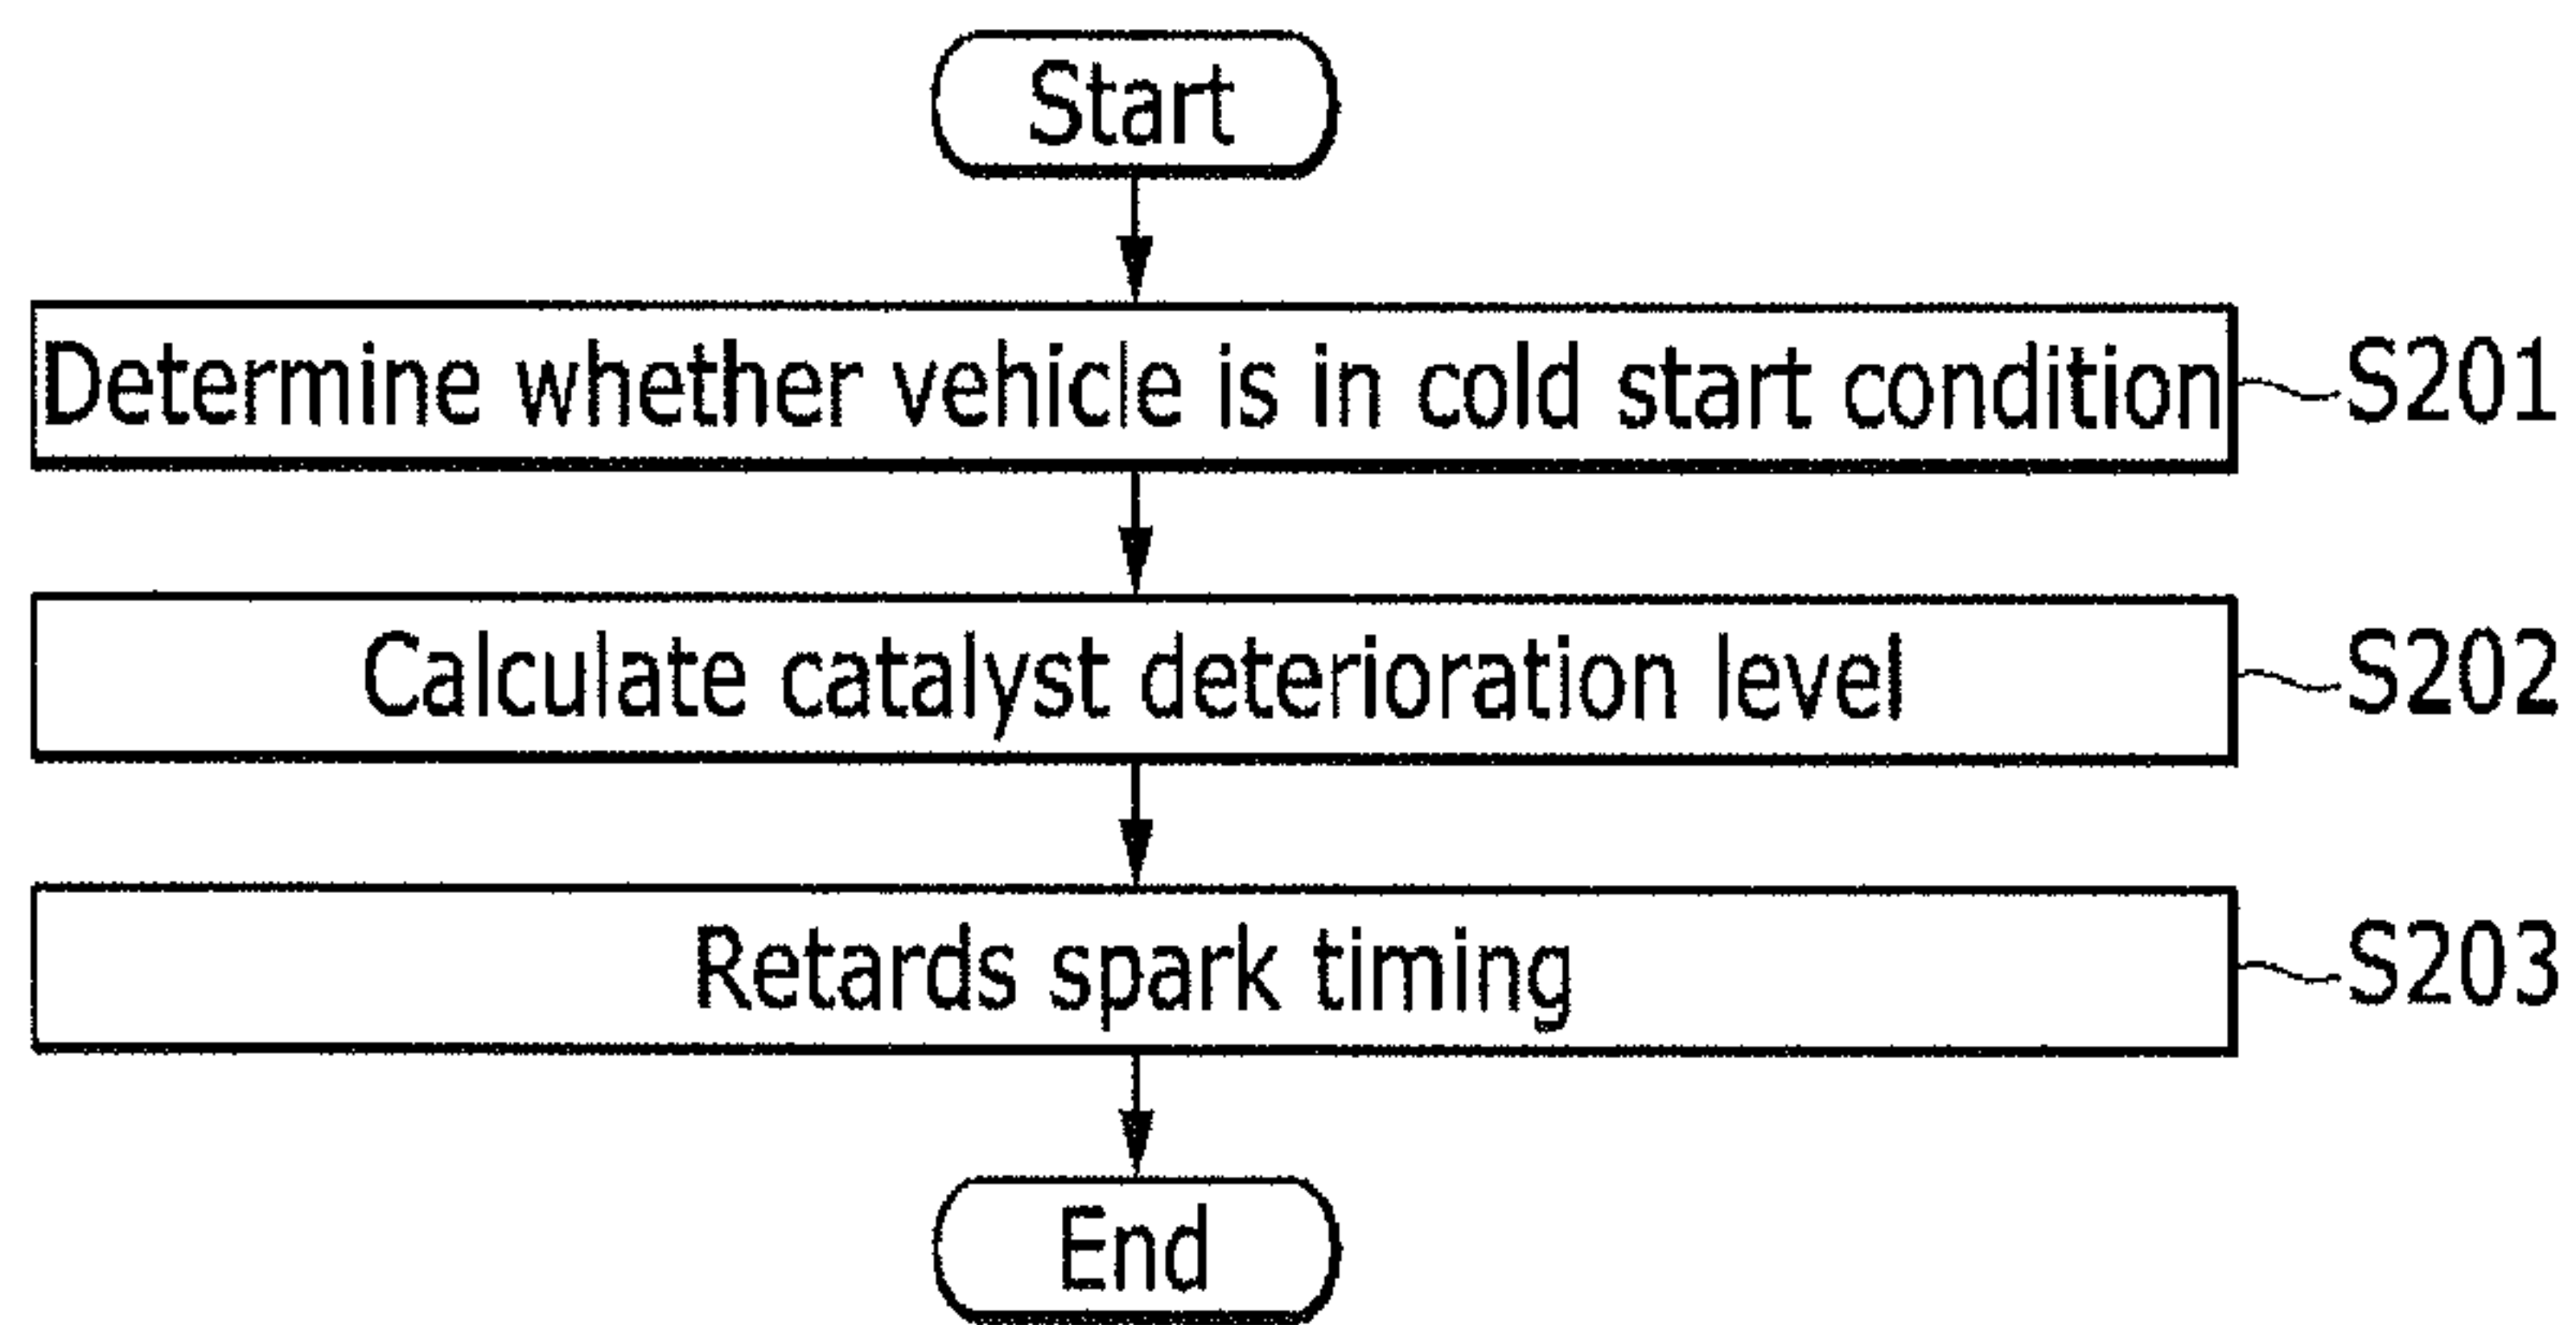 Start
Determine whether vehicle is in cold start condition S201
Calculate catalyst deterioration level S202
Retards spark timing S203
End